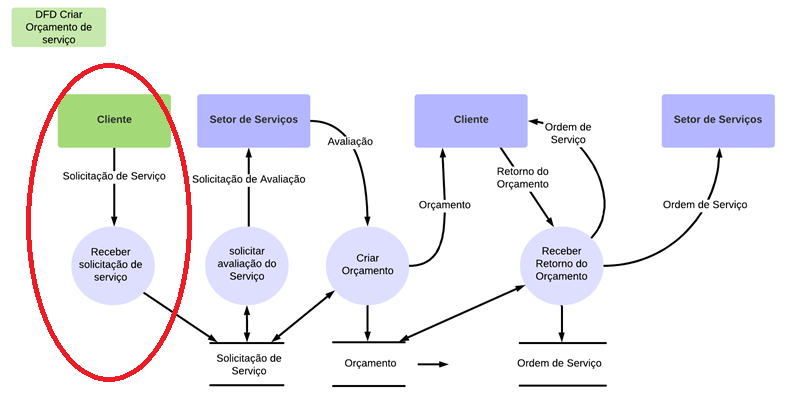 DFD Criar
Orçamento de
serviço
Cliente
Setor de Serviços
Cliente
Setor de Serviços
Avaliação
Ordem de
Serviço
Solicitação de Serviço
Solicitação de Avaliação
Retorno do
Orçamento
Orçamento
Ordem de Serviço
Receber
solicitação de
serviço
solicitar
avaliação do
Serviço
Criar
Orçamento
Receber
Retorno do
Orçamento
Solicitação de
Serviço
Orçamento
Ordem de Serviço